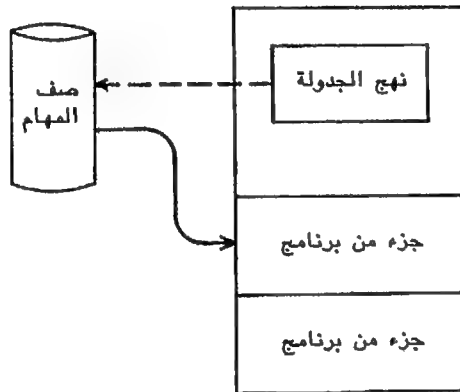 نهج الجدولة
صف
المهام
جزء من برنامج
جزء من برنامج